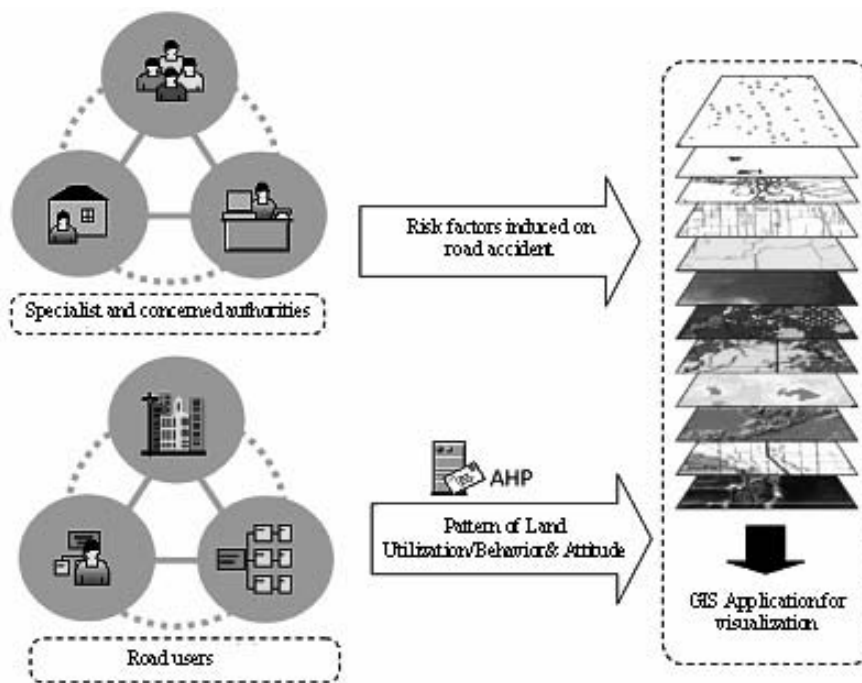 Risk factors induced on
road accident
Specialist and concerned authorities
AHP
Pattern of Land
Utilization/Behavior & Attitude
GIS Application for
visualization
Road users